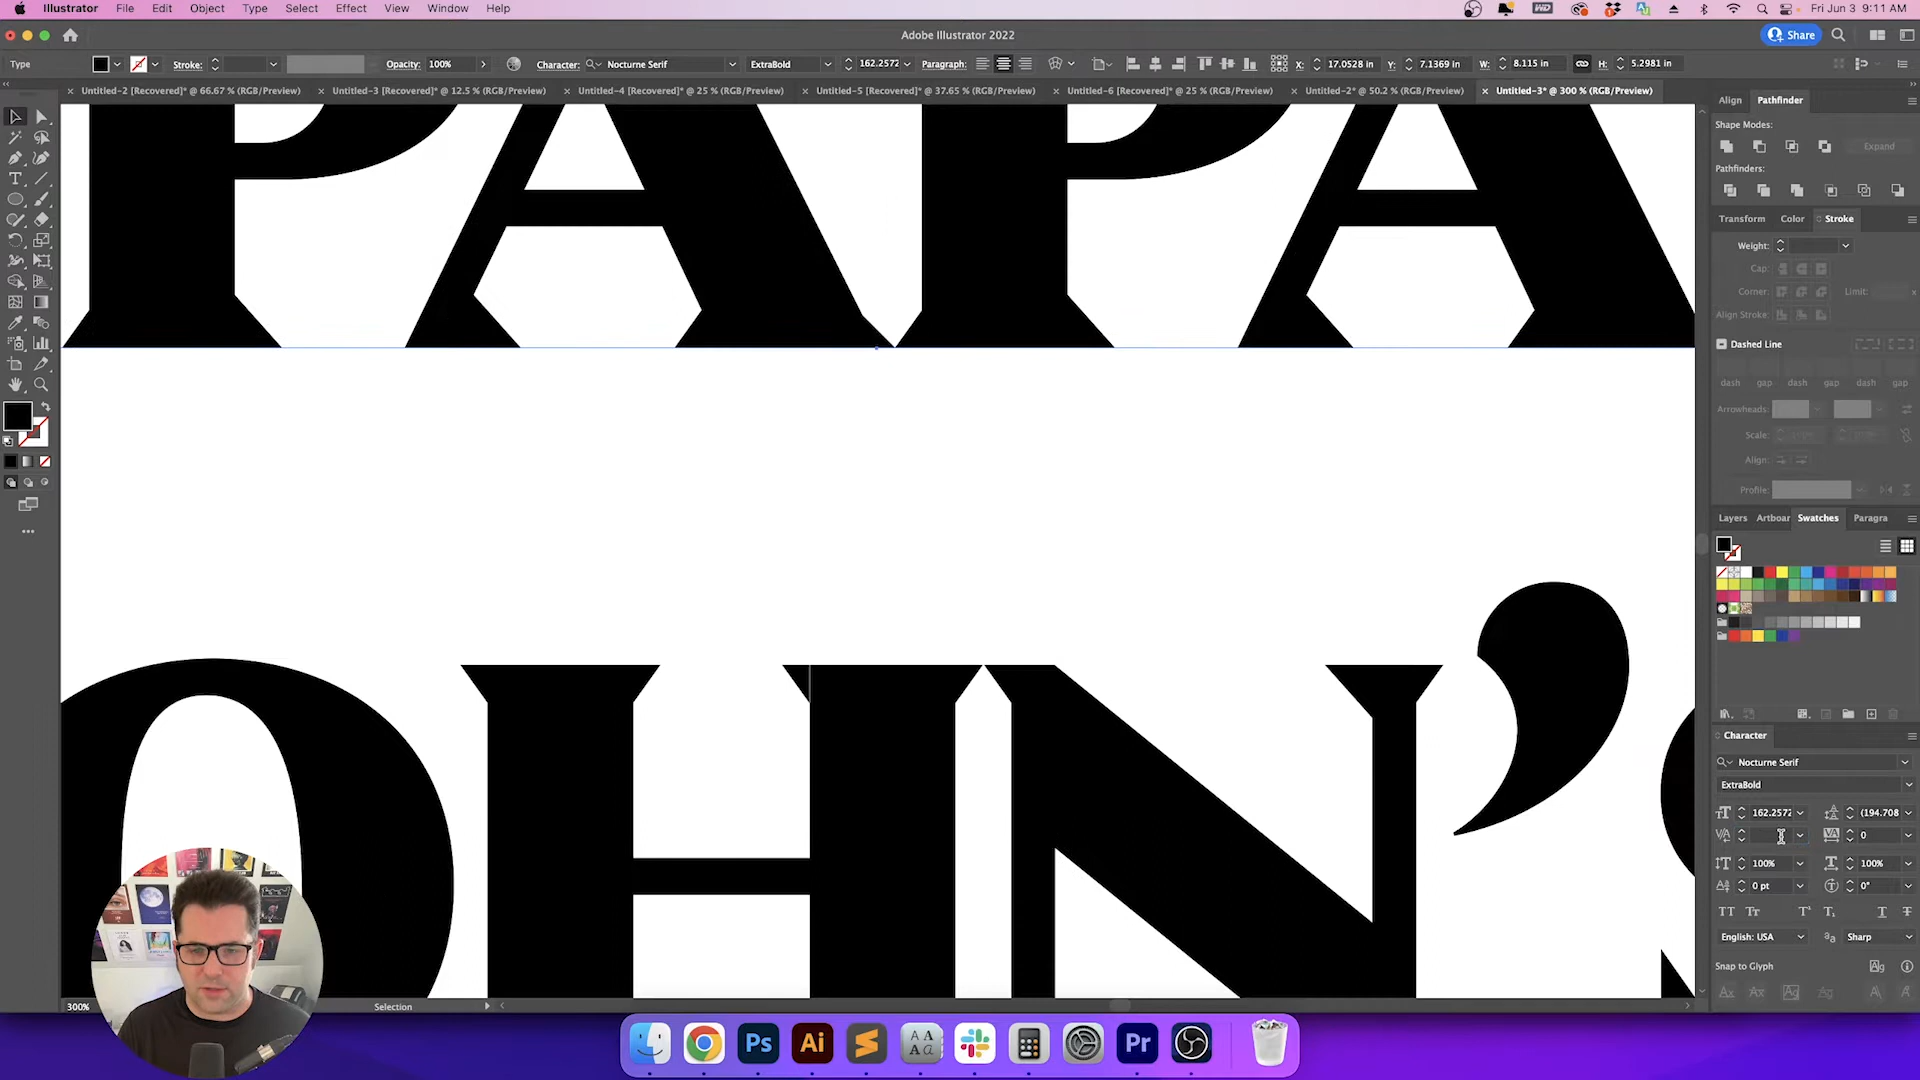 Illustrator File Edit Object Type Select Effect View Window Help Fri Jun 3 9:11 AM
Adobe Illustrator 2022 Share
Type Stroke: Opacity: 100% Character: Nocturne Serif ExtraBold 162.2572 Paragraph: X: 17.0528 in Y: 7.1369 in W: 8.115 in H: 5.2981 in
Untitled-2 [Recovered]* @ 66.67 % (RGB/Preview) Untitled-3 [Recovered]* @ 12.5 % (RGB/Preview) Untitled-4 [Recovered]* @ 25 % (RGB/Preview) Untitled-5 [Recovered]* @ 37.65 % (RGB/Preview) Untitled-6 [Recovered]* @ 25 % (RGB/Preview) Untitled-2* @ 50.2 % (RGB/Preview) Untitled-3* @ 300 % (RGB/Preview)
Align Pathfinder
Shape Modes:
Expand
Pathfinders:
Transform Color Stroke
Weight:
Cap:
Corner: Limit: x
Align Stroke:
Dashed Line
dash gap dash gap dash gap
Arrowheads:
Scale:
Align:
Profile:
Layers Artboar Swatches Paragra
Character
Nocturne Serif
ExtraBold
162.2572 (194.708
0
100% 100%
0 pt 0°
English: USA Sharp
Snap to Glyph
PAPA
OHN'S
300% Selection
Ps Ai Pr